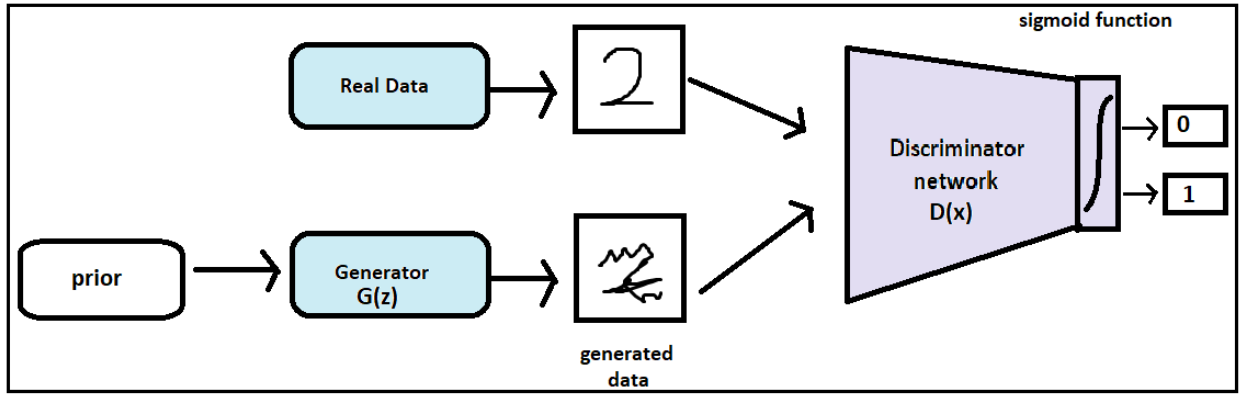 sigmoid function
Real Data
2
0
Discriminator
network
D(x)
1
prior
Generator
G(z)
generated
data